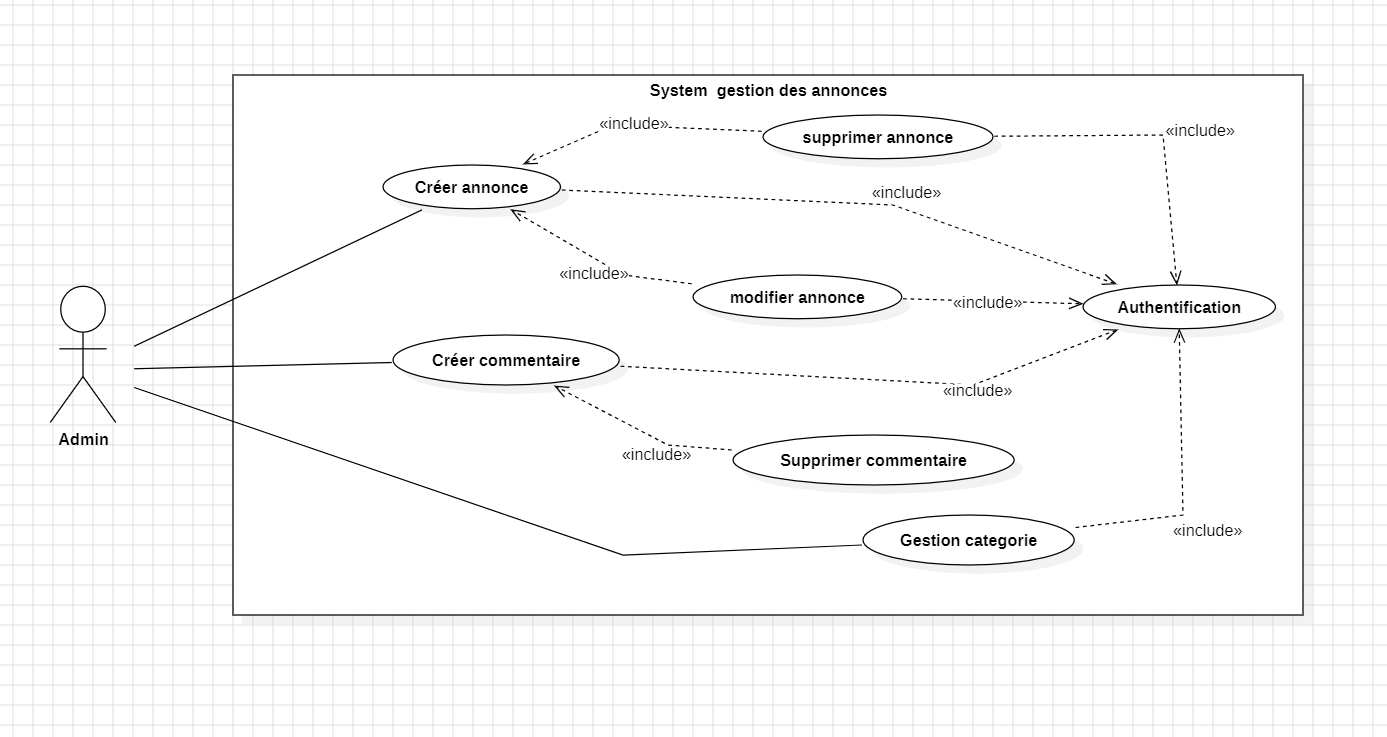 System  gestion des annonces
«include»
supprimer annonce
«include»
Créer annonce
«include»
«include»
modifier annonce
«include»
Authentification
Créer commentaire
«include»
Admin
«include»
Supprimer commentaire
Gestion categorie
«include»